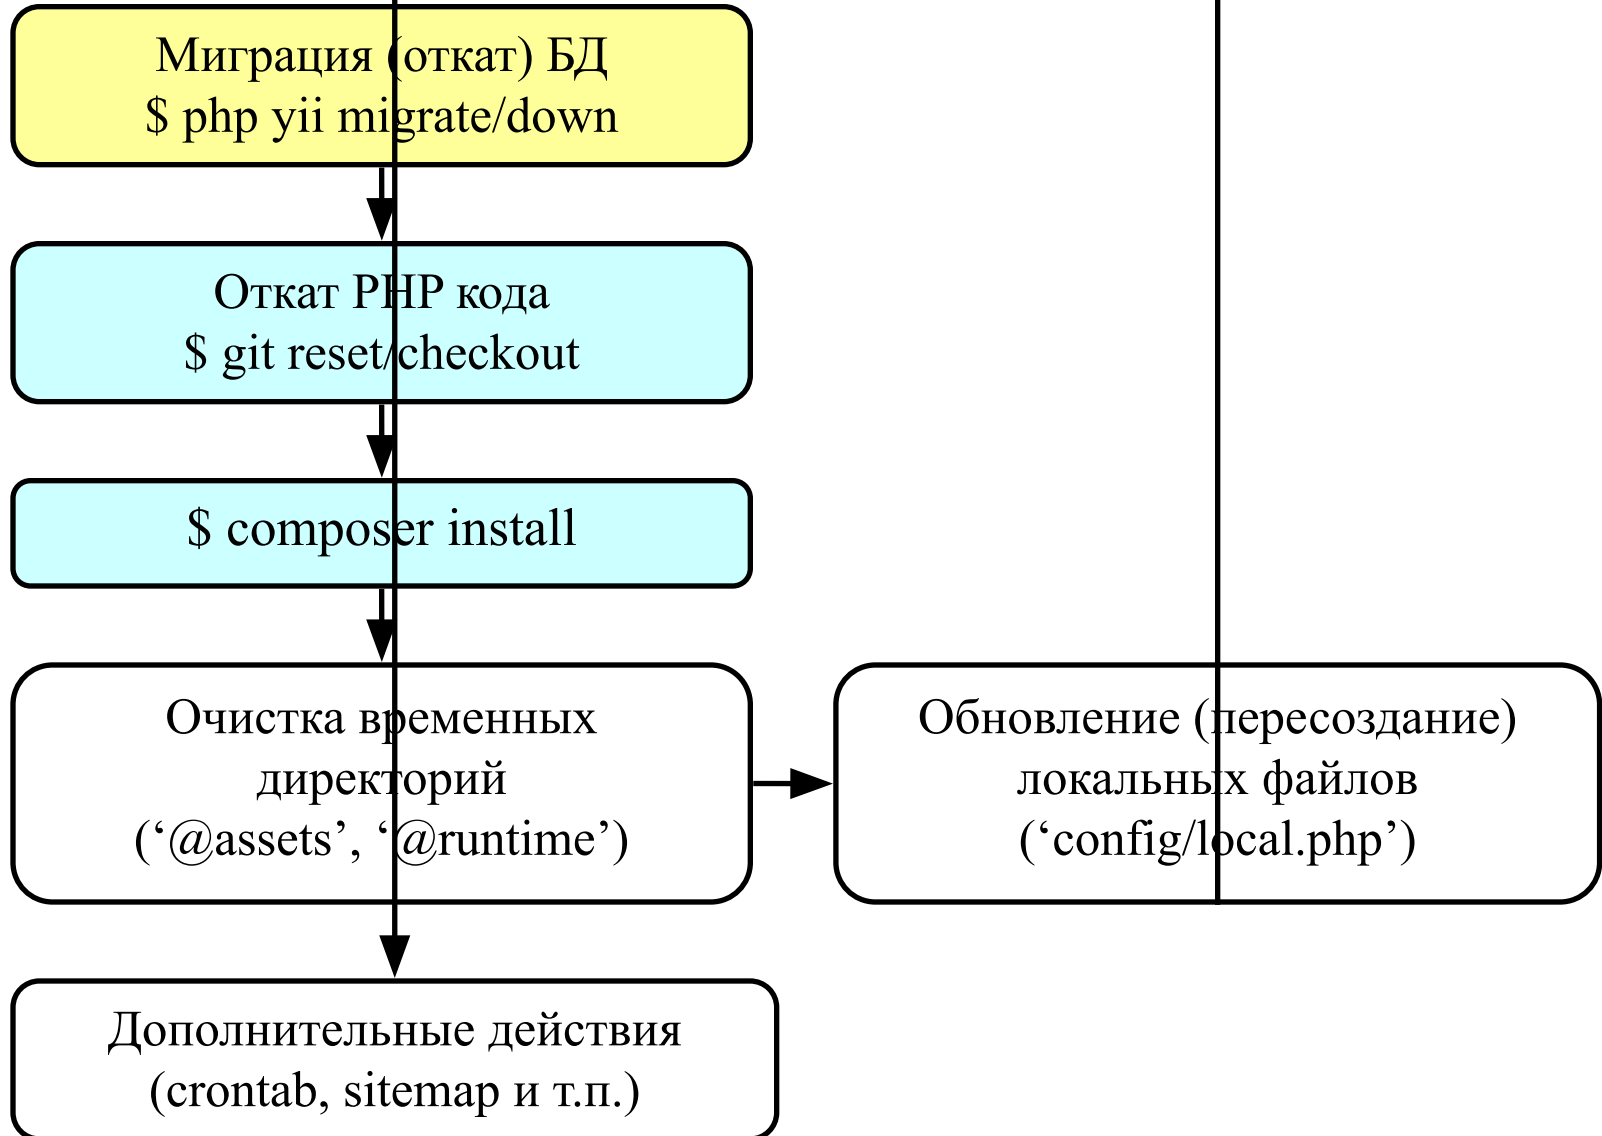 Миграция (откат) БД
$ php yii migrate/down
Откат PHP кода
$ git reset/checkout
$ composer install
Очистка временных
директорий
(‘@assets’, ‘@runtime’)
Обновление (пересоздание)
локальных файлов
(‘config/local.php’)
Дополнительные действия
(crontab, sitemap и т.п.)